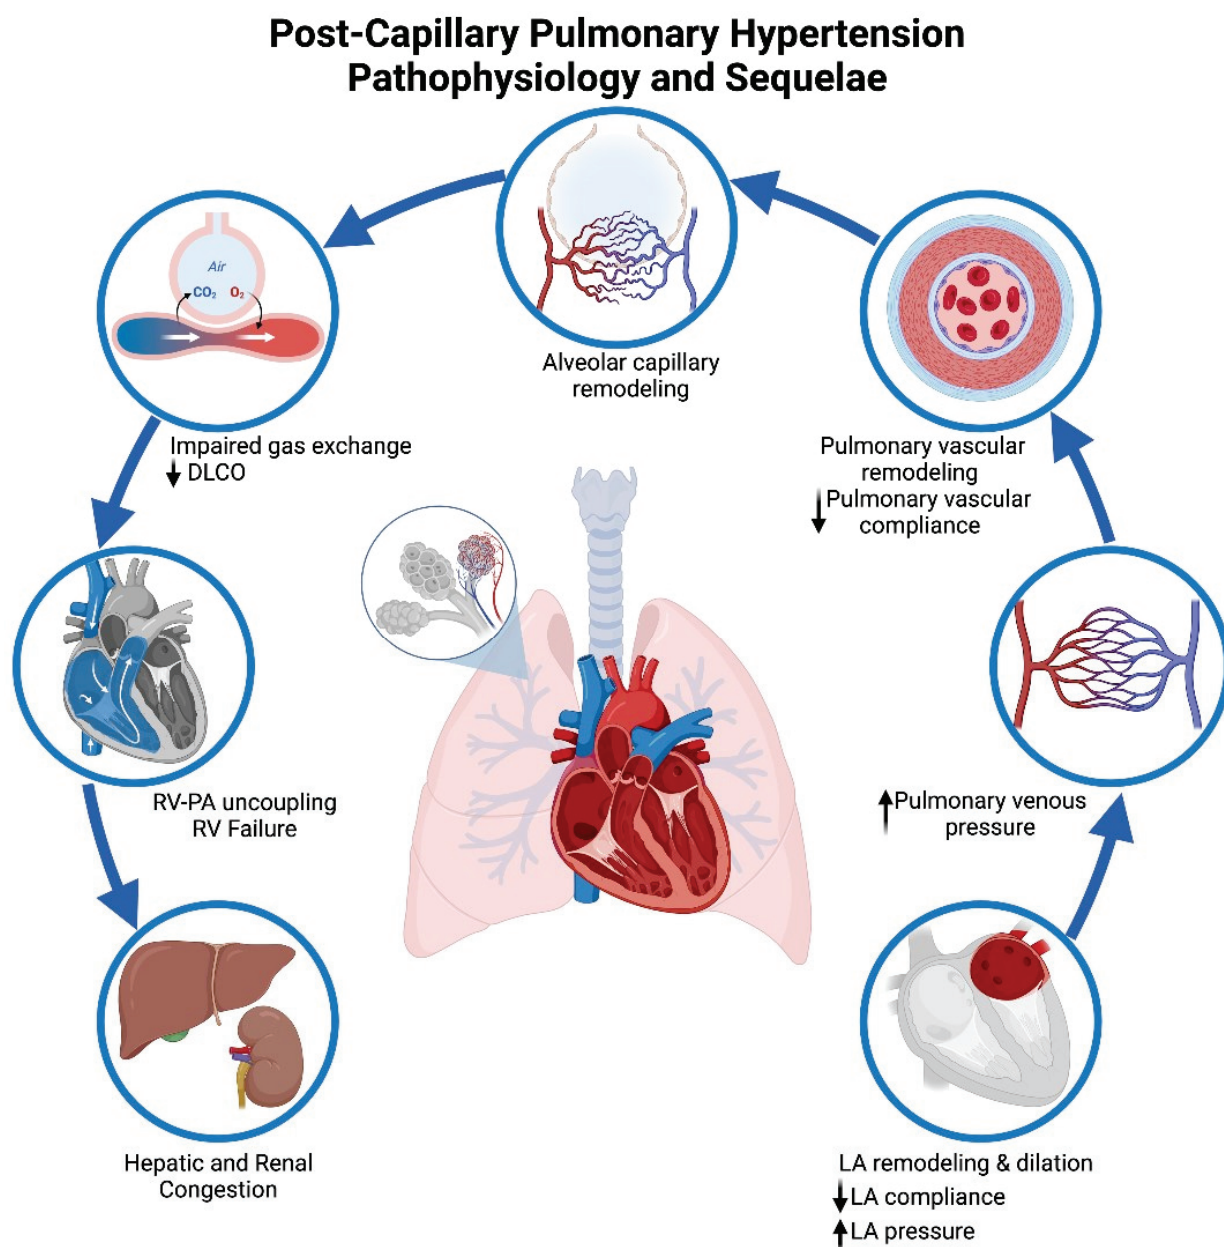 Post-Capillary Pulmonary Hypertension
Pathophysiology and Sequelae
Air
CO₂ O₂
Alveolar capillary
remodeling
Impaired gas exchange
↓ DLCO
Pulmonary vascular
remodeling
↓ Pulmonary vascular
compliance
RV-PA uncoupling
RV Failure
↑ Pulmonary venous
pressure
Hepatic and Renal
Congestion
LA remodeling & dilation
↓ LA compliance
↑ LA pressure